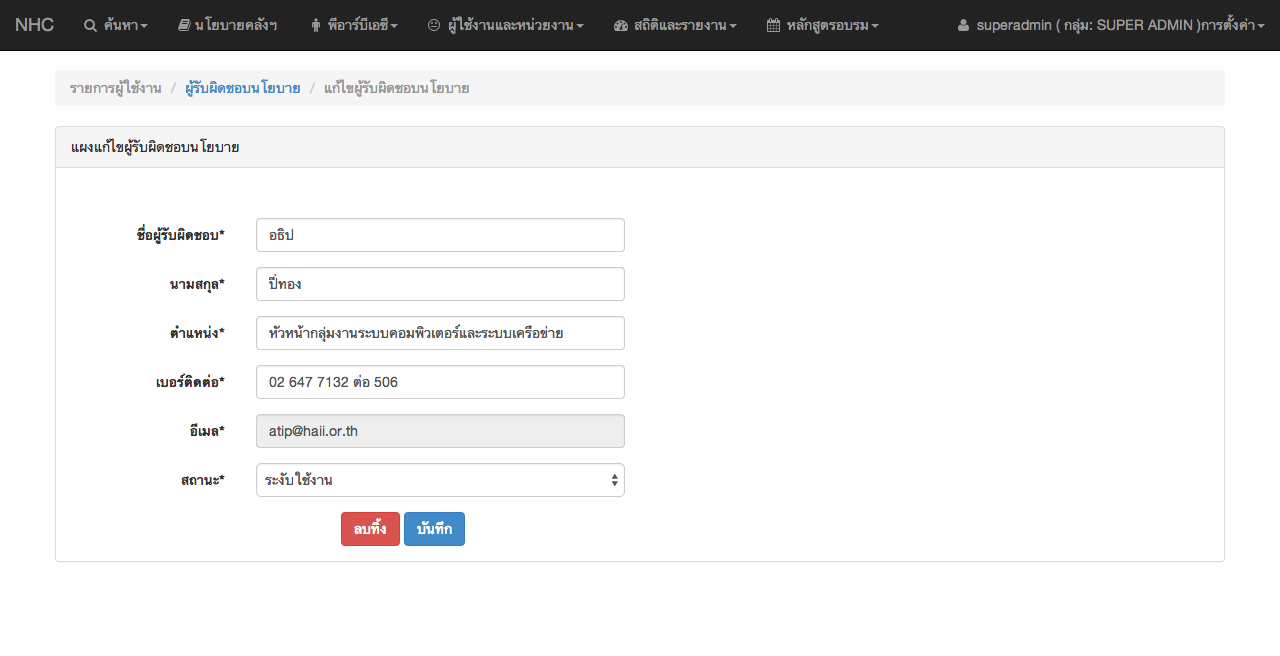 NHC ค้นหา นโยบายคลังฯ พีอาร์บีเอซี ผู้ใช้งานและหน่วยงาน สถิติและรายงาน หลักสูตรอบรม superadmin ( กลุ่ม: SUPER ADMIN )การตั้งค่า
รายการผู้ใช้งาน / ผู้รับผิดชอบนโยบาย / แก้ไขผู้รับผิดชอบนโยบาย
แผงแก้ไขผู้รับผิดชอบนโยบาย
ชื่อผู้รับผิดชอบ* อธิป
นามสกุล* ปี่ทอง
ตำแหน่ง* หัวหน้ากลุ่มงานระบบคอมพิวเตอร์และระบบเครือข่าย
เบอร์ติดต่อ* 02 647 7132 ต่อ 506
อีเมล* atip@haii.or.th
สถานะ* ระงับใช้งาน
ลบทิ้ง บันทึก